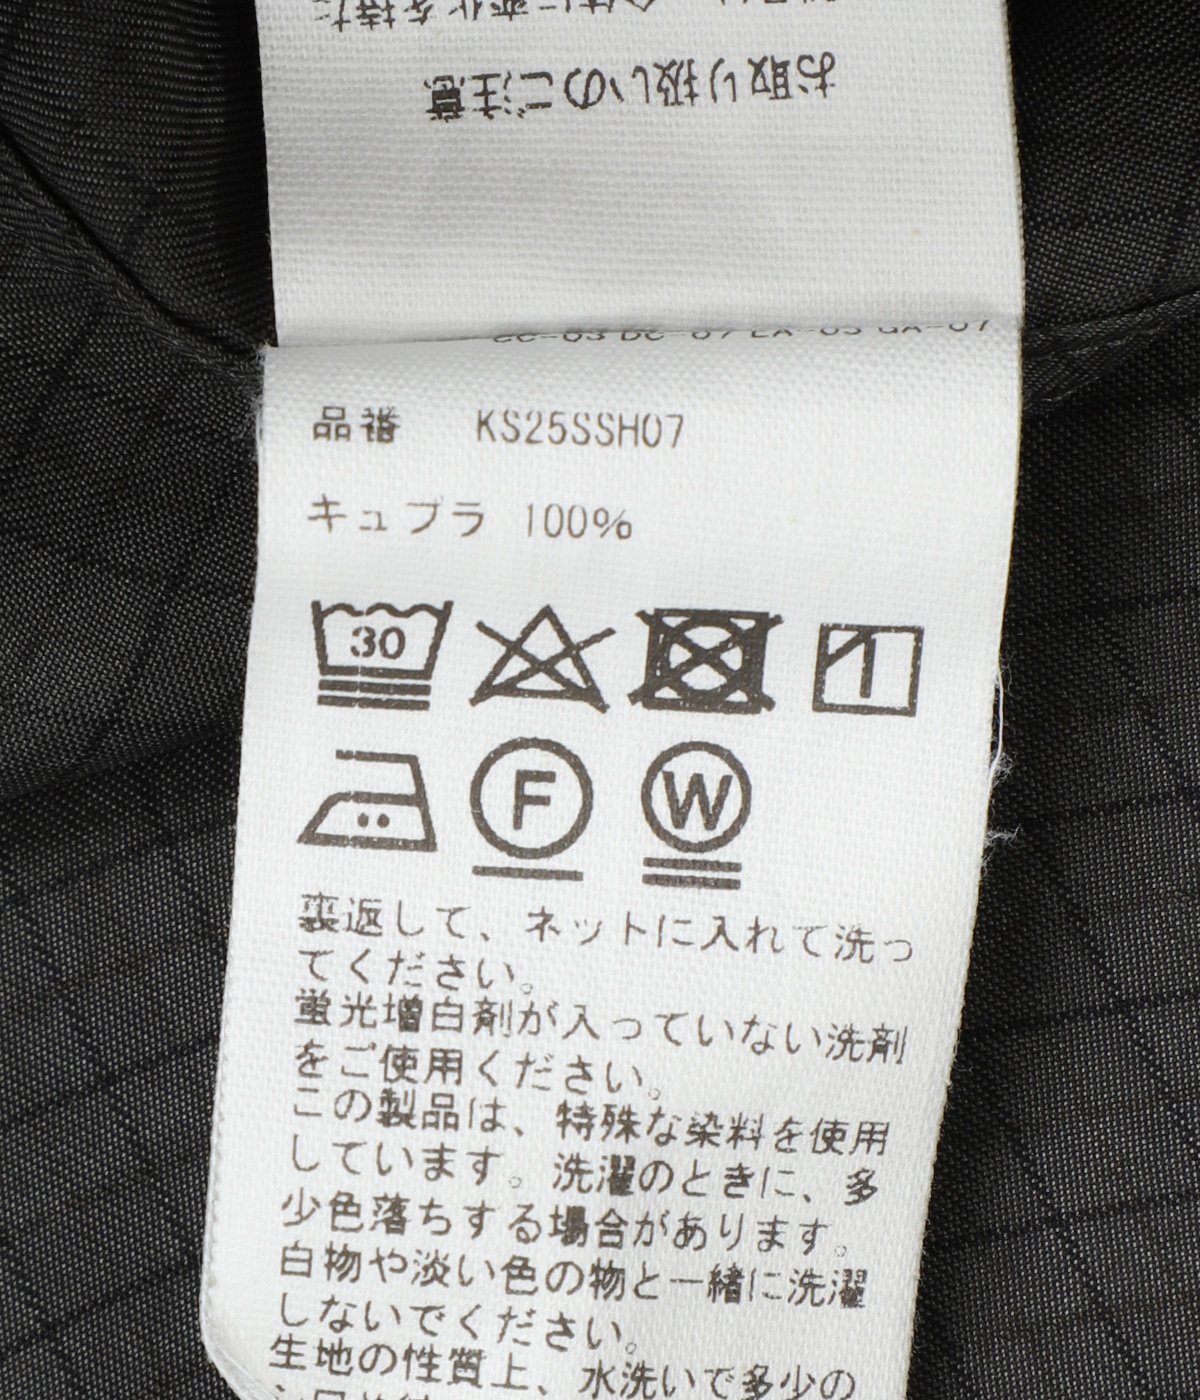 お取り扱いのご注意
品番 KS25SSH07
キュプラ 100%
30
1
F
W
裏返して、ネットに入れて洗っ
てください。
蛍光増白剤が入っていない洗剤
をご使用ください。
この製品は、特殊な染料を使用
しています。洗濯のときに、多
少色落ちする場合があります。
白物や淡い色の物と一緒に洗濯
しないでください。
生地の性質上、水洗いで多少の